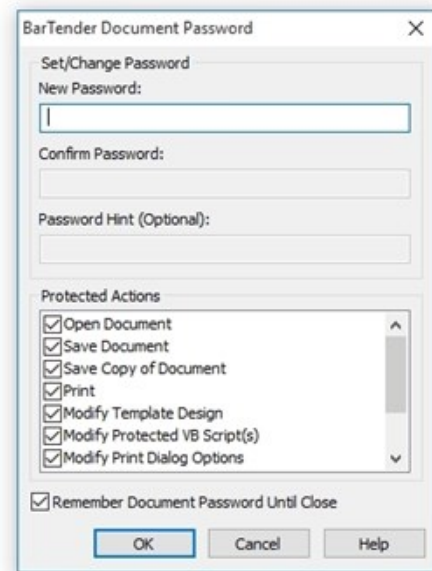 BarTender Document Password
Set/Change Password
New Password:
Confirm Password:
Password Hint (Optional):
Protected Actions
Open Document
Save Document
Save Copy of Document
Print
Modify Template Design
Modify Protected VB Script(s)
Modify Print Dialog Options
Remember Document Password Until Close
OK Cancel Help